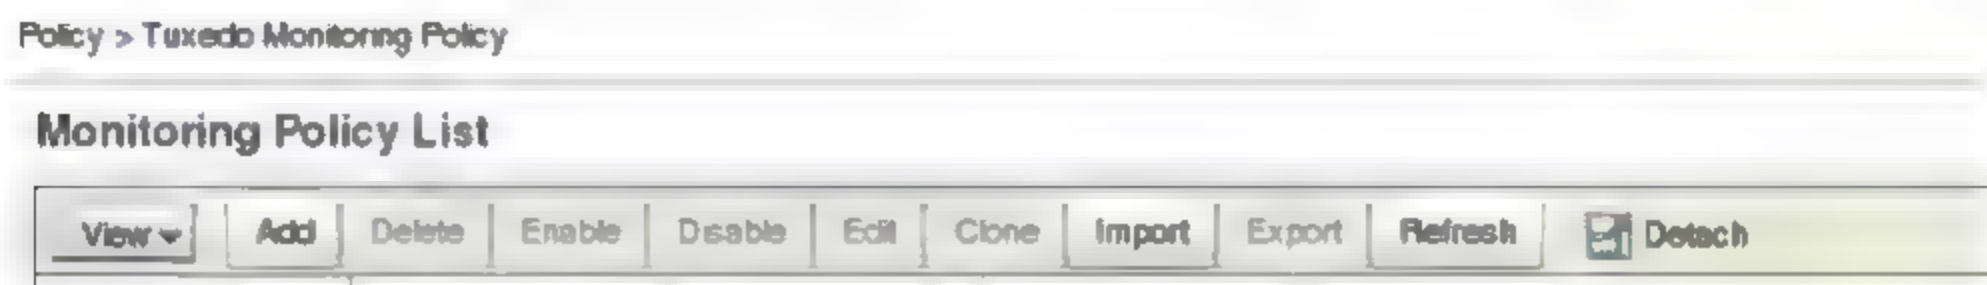 Policy > Tuxedo Monitoring Policy
Monitoring Policy List
View Add Delete Enable Disable Edit Clone Import Export Refresh Detach